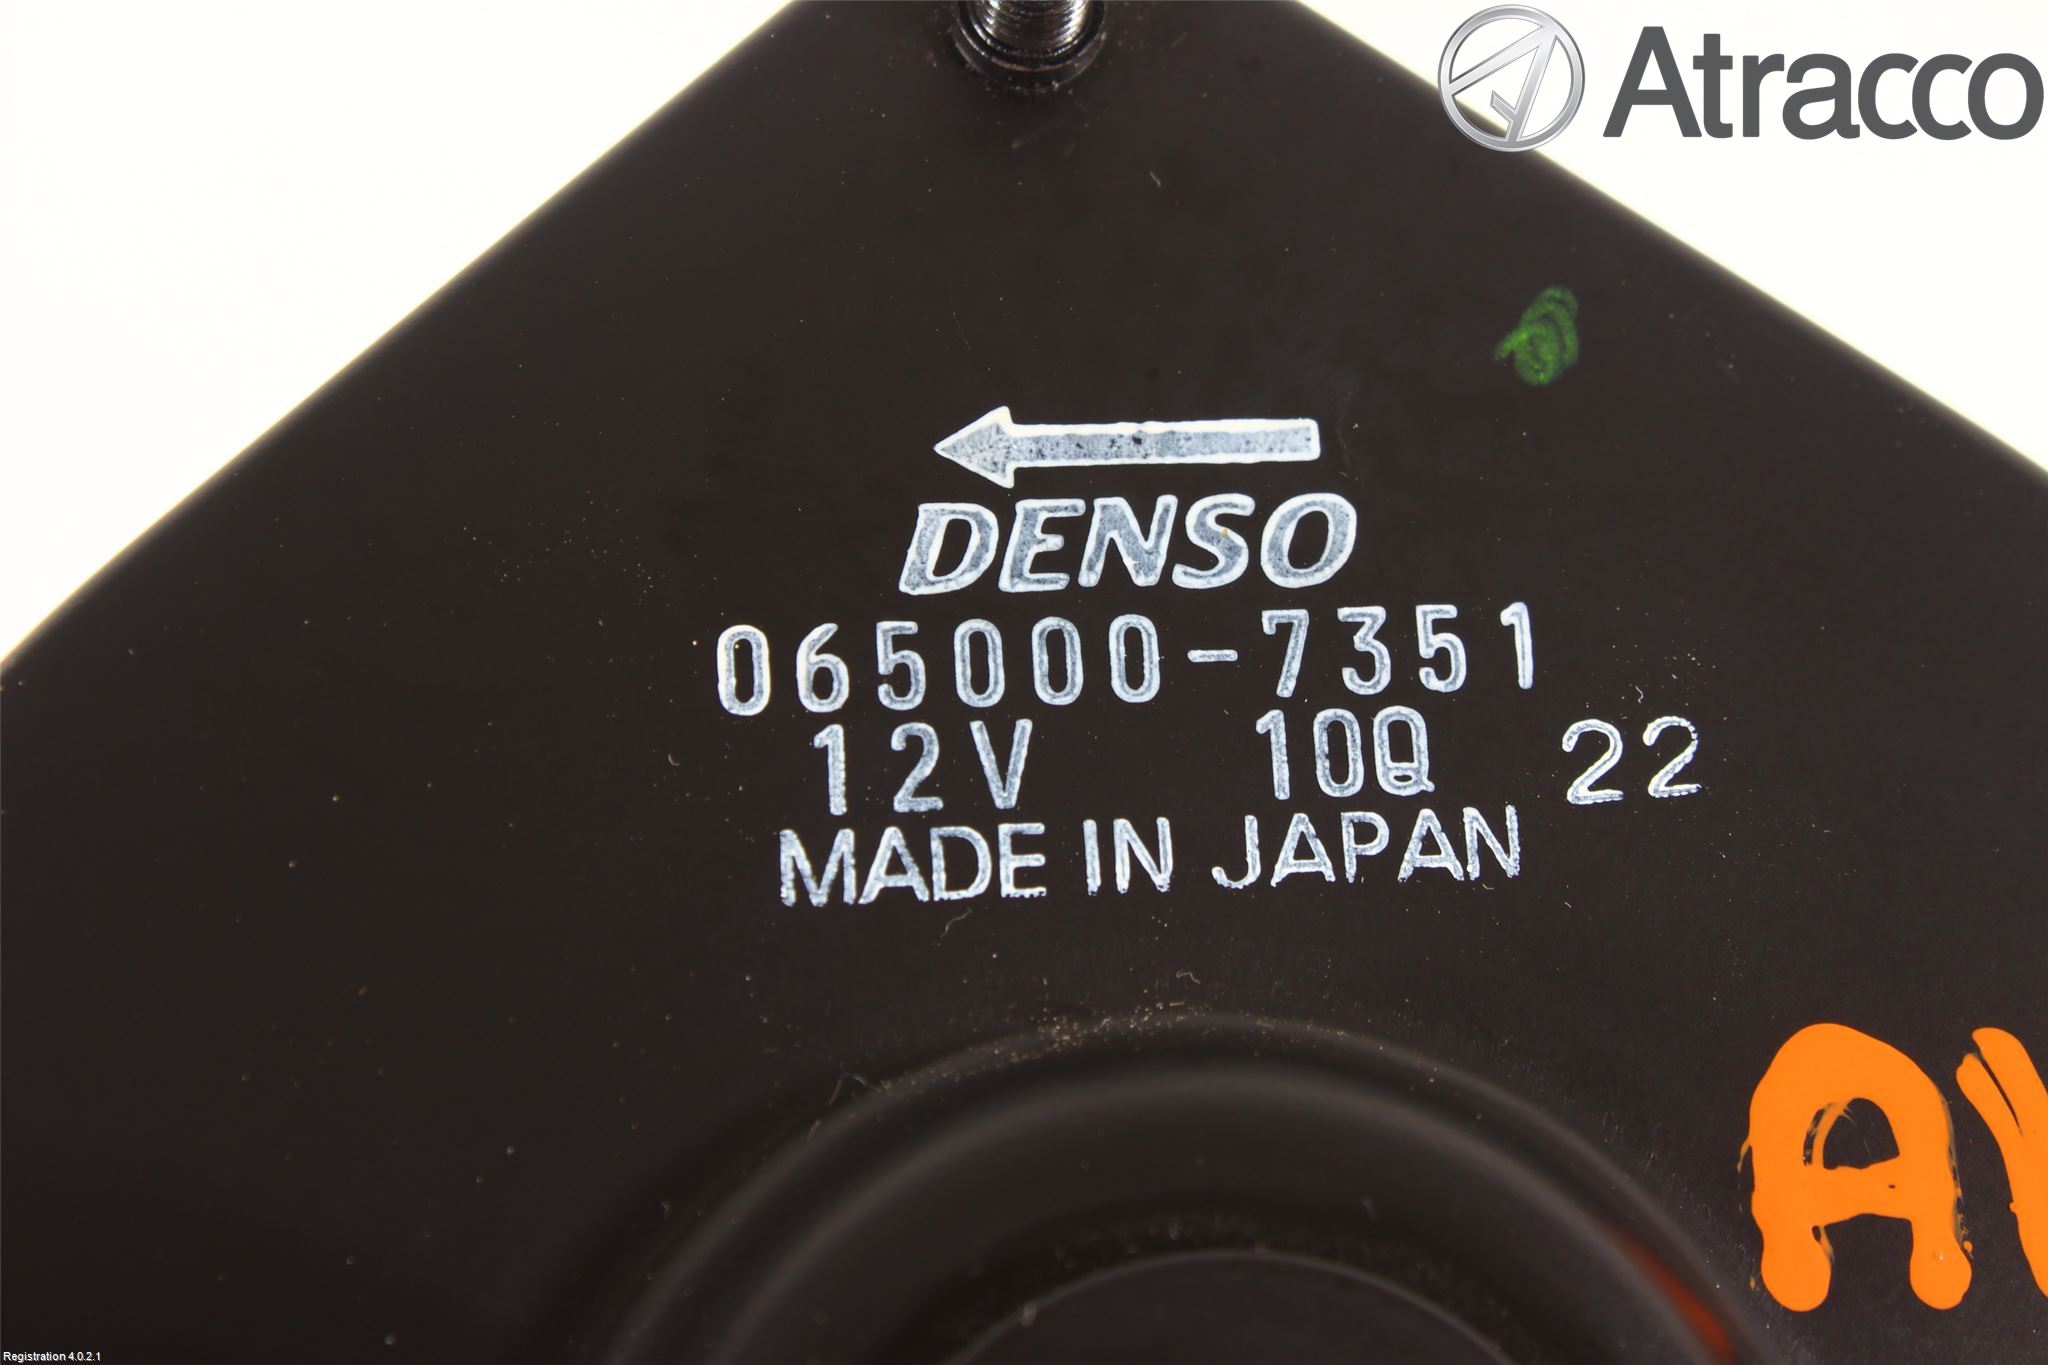 Atracco
DENSO
065000-7351
12V 10Q 22
MADE IN JAPAN
Registration 4.0.2.1